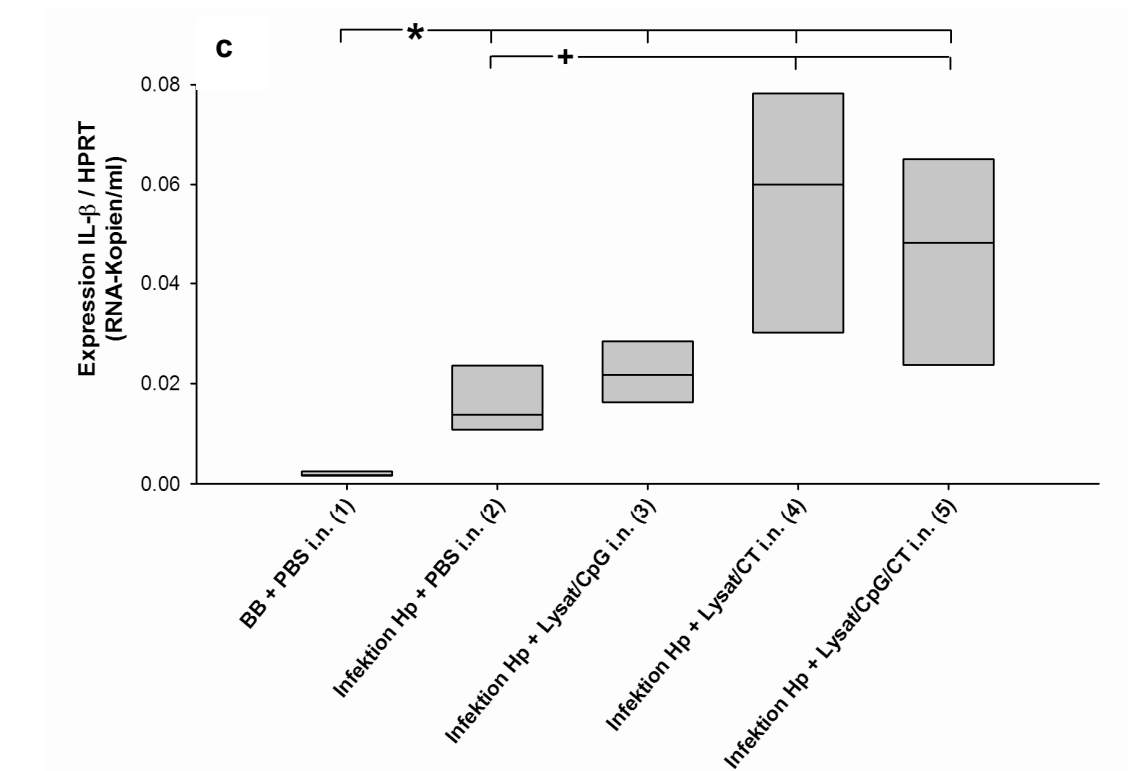 c
*
+
0.08
0.06
0.04
0.02
0.00
Expression IL-β / HPRT
(RNA-Kopien/ml)
BB + PBS i.n. (1)
Infektion Hp + PBS i.n. (2)
Infektion Hp + Lysat/CpG i.n. (3)
Infektion Hp + Lysat/CT i.n. (4)
Infektion Hp + Lysat/CpG/CT i.n. (5)